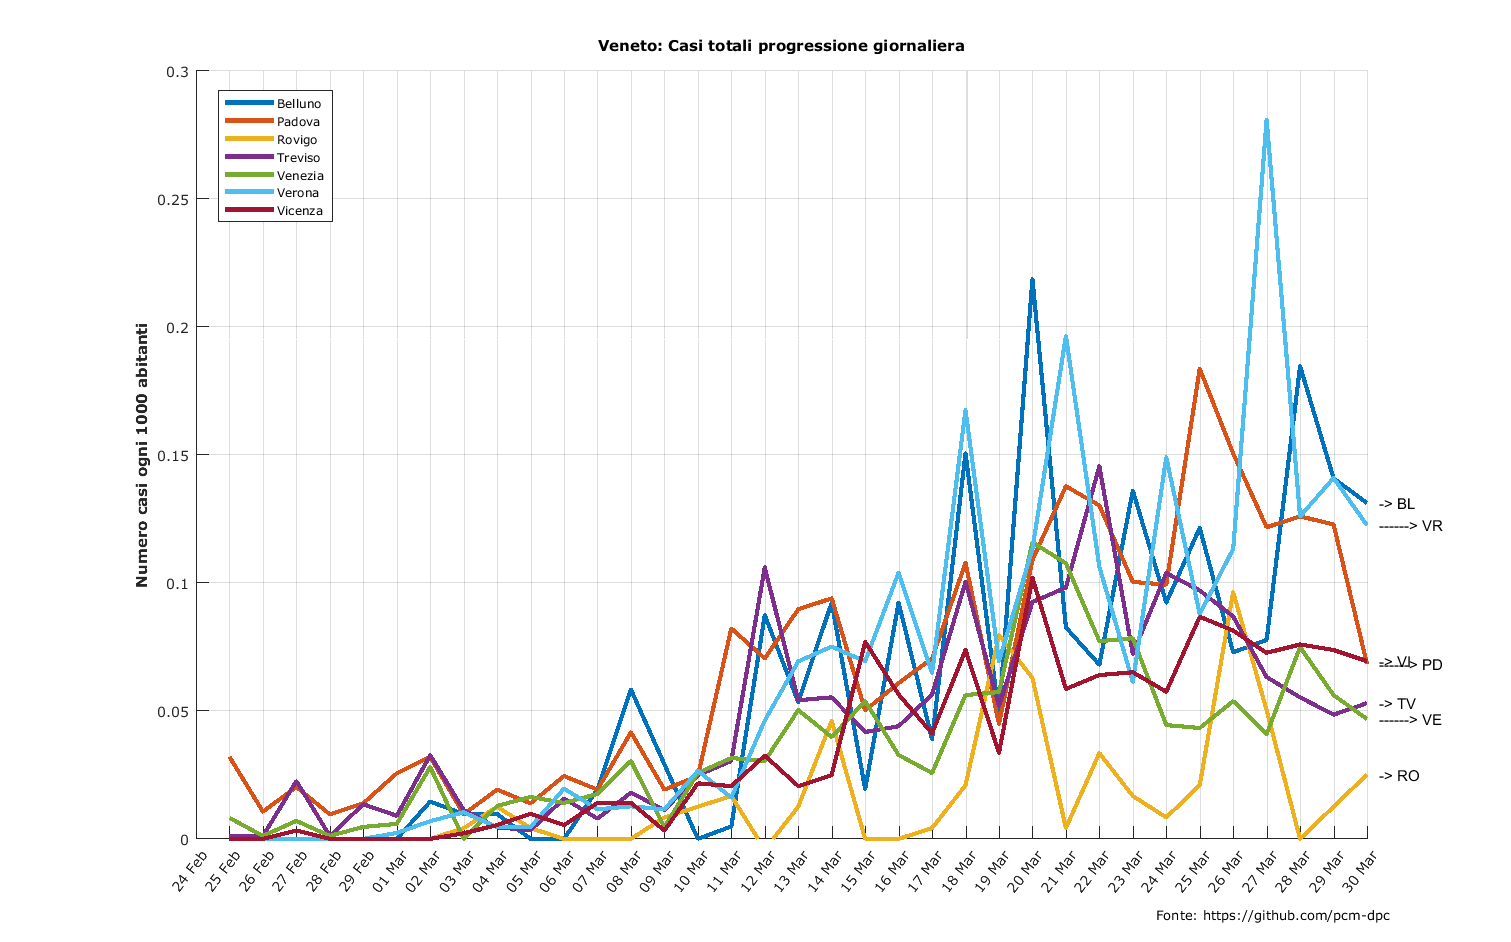 Veneto: Casi totali progressione giornaliera
Numero casi ogni 1000 abitanti
0.3
0.25
0.2
0.15
0.1
0.05
0
Belluno
Padova
Rovigo
Treviso
Venezia
Verona
Vicenza
-> BL
------> VR
-> VI
------> PD
-> TV
------> VE
-> RO
24 Feb
25 Feb
26 Feb
27 Feb
28 Feb
29 Feb
01 Mar
02 Mar
03 Mar
04 Mar
05 Mar
06 Mar
07 Mar
08 Mar
09 Mar
10 Mar
11 Mar
12 Mar
13 Mar
14 Mar
15 Mar
16 Mar
17 Mar
18 Mar
19 Mar
20 Mar
21 Mar
22 Mar
23 Mar
24 Mar
25 Mar
26 Mar
27 Mar
28 Mar
29 Mar
30 Mar
Fonte: https://github.com/pcm-dpc